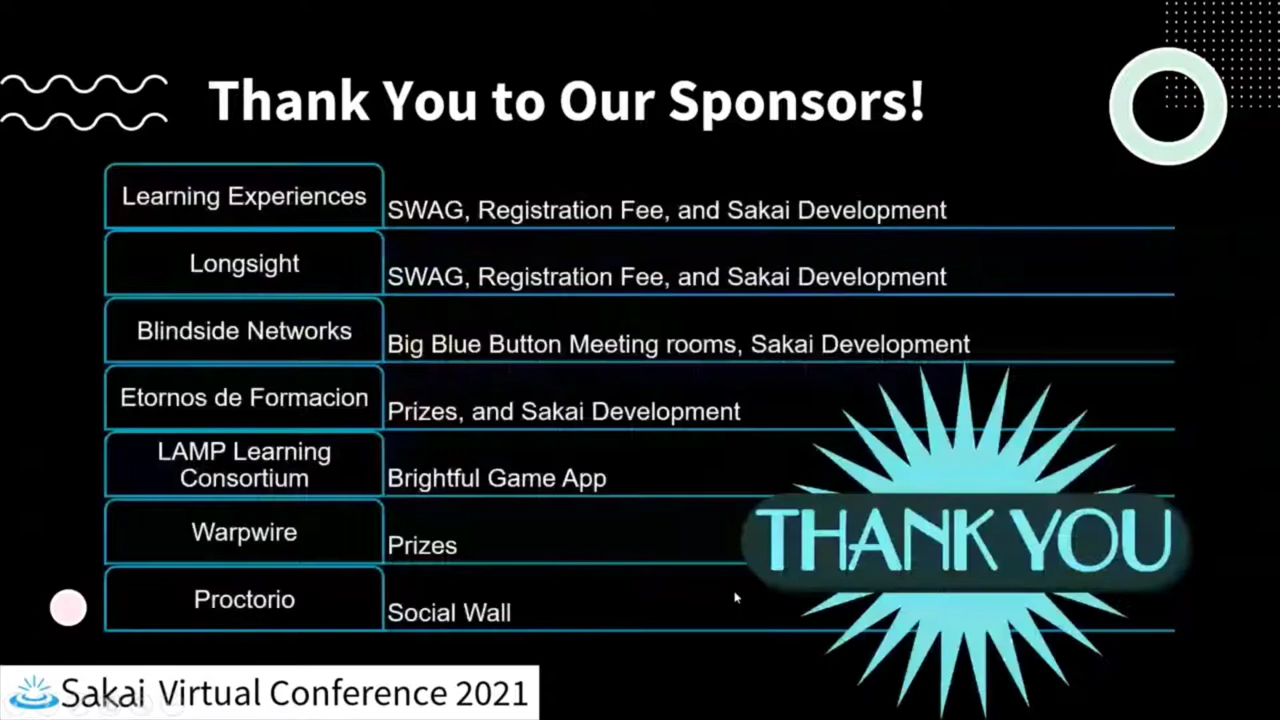 Thank You to Our Sponsors!
Learning Experiences
SWAG, Registration Fee, and Sakai Development
Longsight
SWAG, Registration Fee, and Sakai Development
Blindside Networks
Big Blue Button Meeting rooms, Sakai Development
Etornos de Formacion
Prizes, and Sakai Development
LAMP Learning
Consortium
Brightful Game App
Warpwire
Prizes
Proctorio
Social Wall
THANK YOU
Sakai Virtual Conference 2021